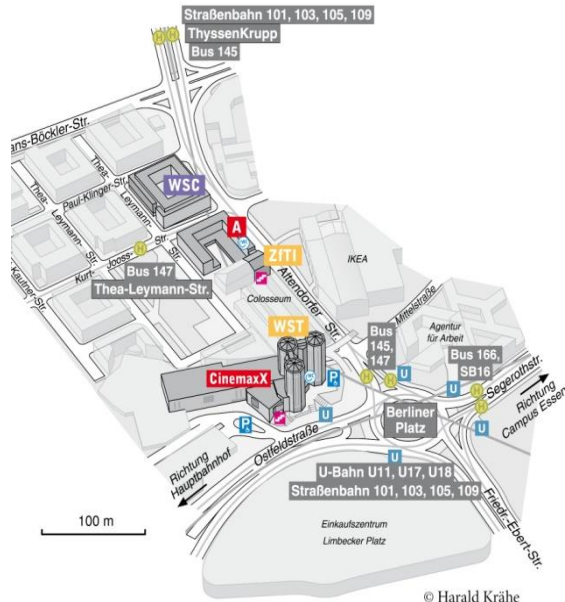 Straßenbahn 101, 103, 105, 109
ThyssenKrupp
Bus 145
ans-Böckler-Str.
Thea-
Leymann-Str.
Paul-Klinger-Str.
Thea-
Leymann-
Str.
WSC
A
ZfTI
Kaufner-Str.
Kurt-
Jooss-
Str.
Bus 147
Thea-Leymann-Str.
Colosseum
Altendorfer Str.
IKEA
Mittelstraße
Agentur
für Arbeit
WST
Bus
145,
147
Bus 166,
SB16
Segerothstr.
CinemaxX
Berliner
Platz
Richtung
Campus Essen
Richtung
Hauptbahnhof
Ostfeldstraße
U-Bahn U11, U17, U18
Straßenbahn 101, 103, 105, 109
Friedr.-Ebert-Str.
100 m
Einkaufszentrum
Limbecker Platz
© Harald Krähe
H
H
H
H
H
H
H
U
U
U
U
U
P
P